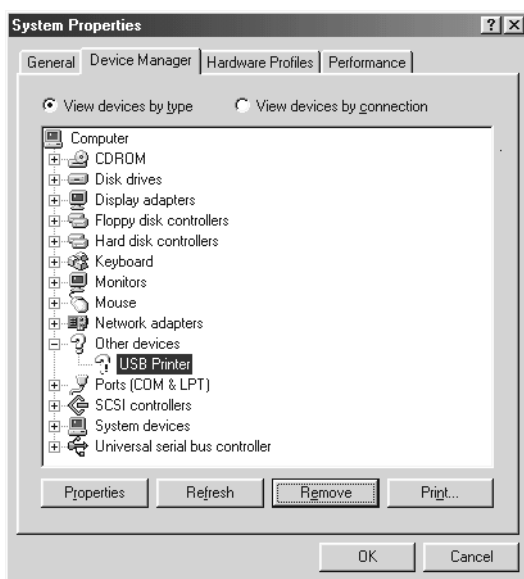 System Properties
General Device Manager Hardware Profiles Performance
View devices by type View devices by connection
Computer
CDROM
Disk drives
Display adapters
Floppy disk controllers
Hard disk controllers
Keyboard
Monitors
Mouse
Network adapters
Other devices
USB Printer
Ports (COM & LPT)
SCSI controllers
System devices
Universal serial bus controller
Properties Refresh Remove Print...
OK Cancel